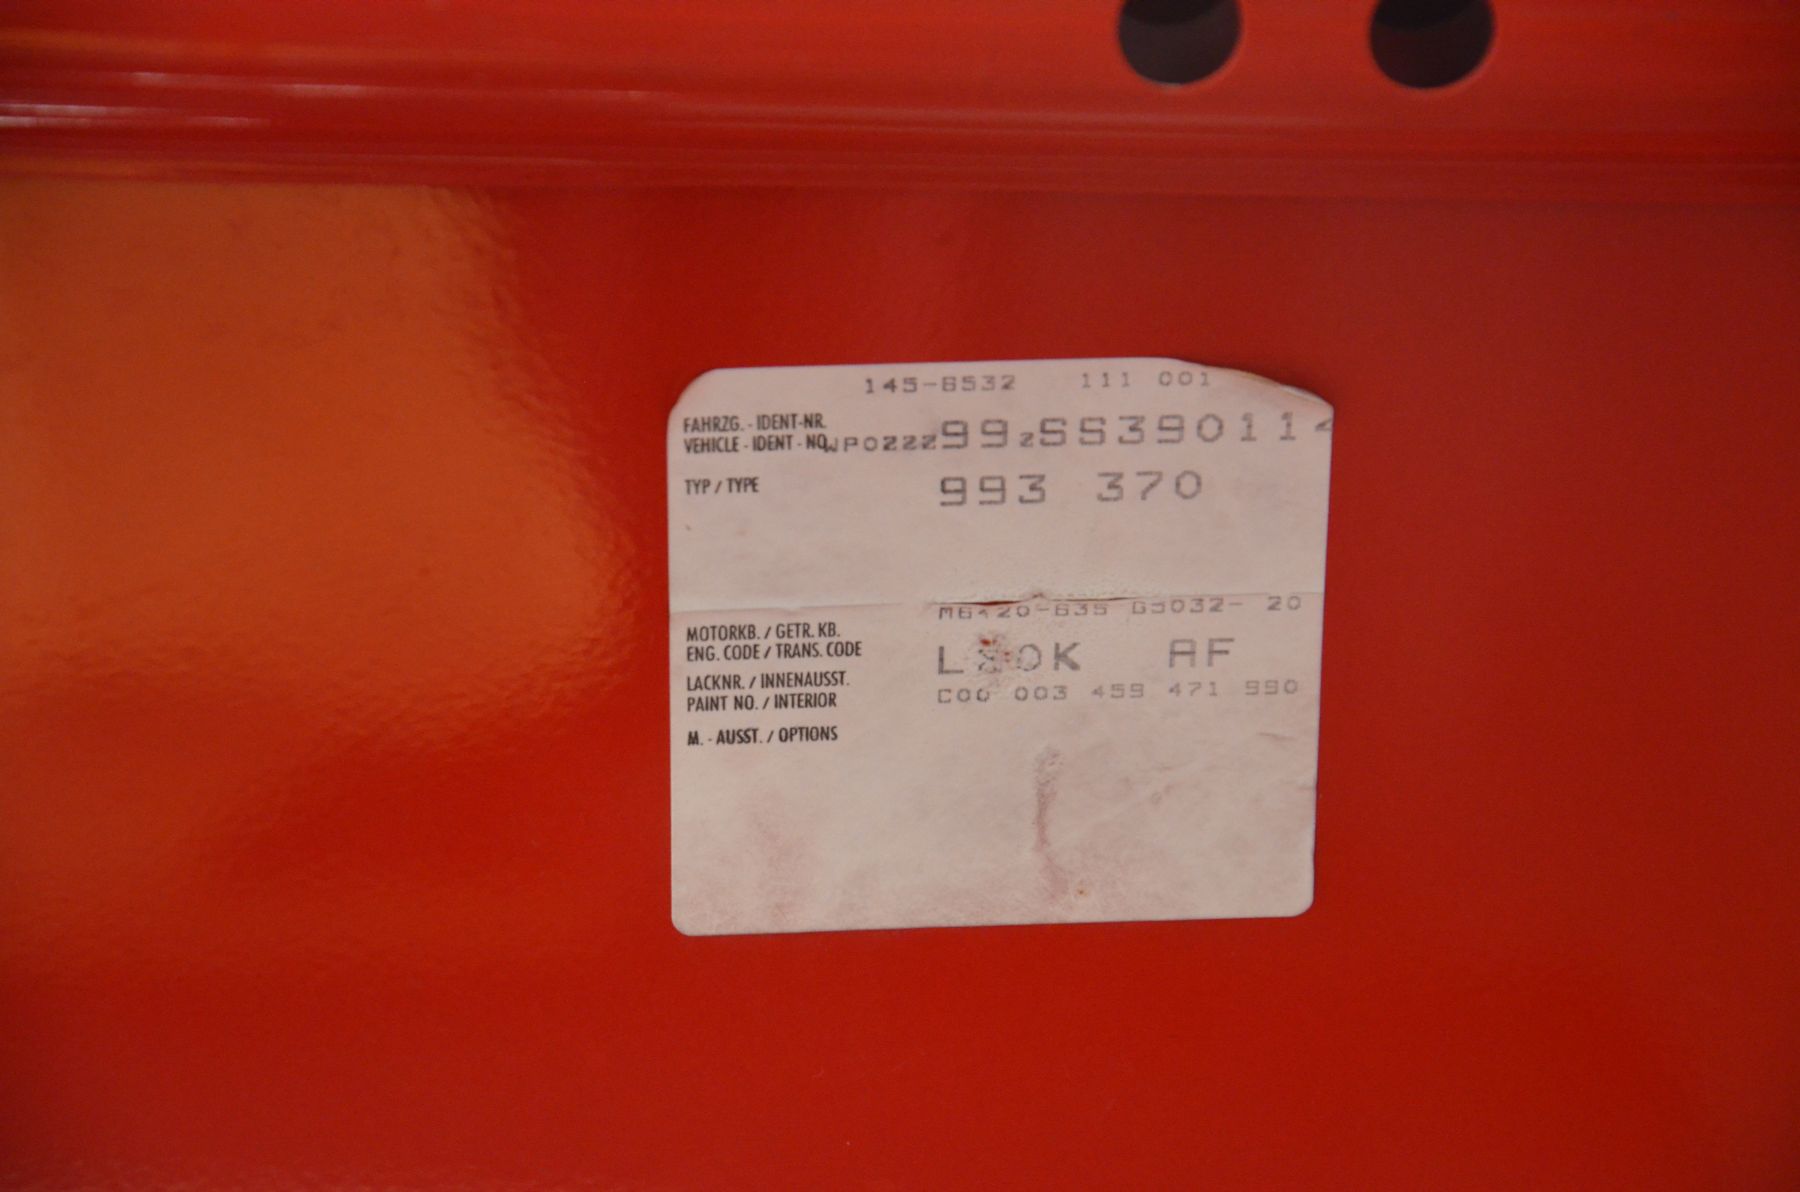 145-6532 111 001
FAHRZG. - IDENT-NR.
VEHICLE - IDENT - NO. WP0ZZZ99ZSS39011
TYP / TYPE 993 370
20
MOTORKB. / GETR. KB.
ENG. CODE / TRANS. CODE
AF
LACKNR. / INNENAUSST.
PAINT NO. / INTERIOR
C00 003 459 471 990
M. - AUSST. / OPTIONS